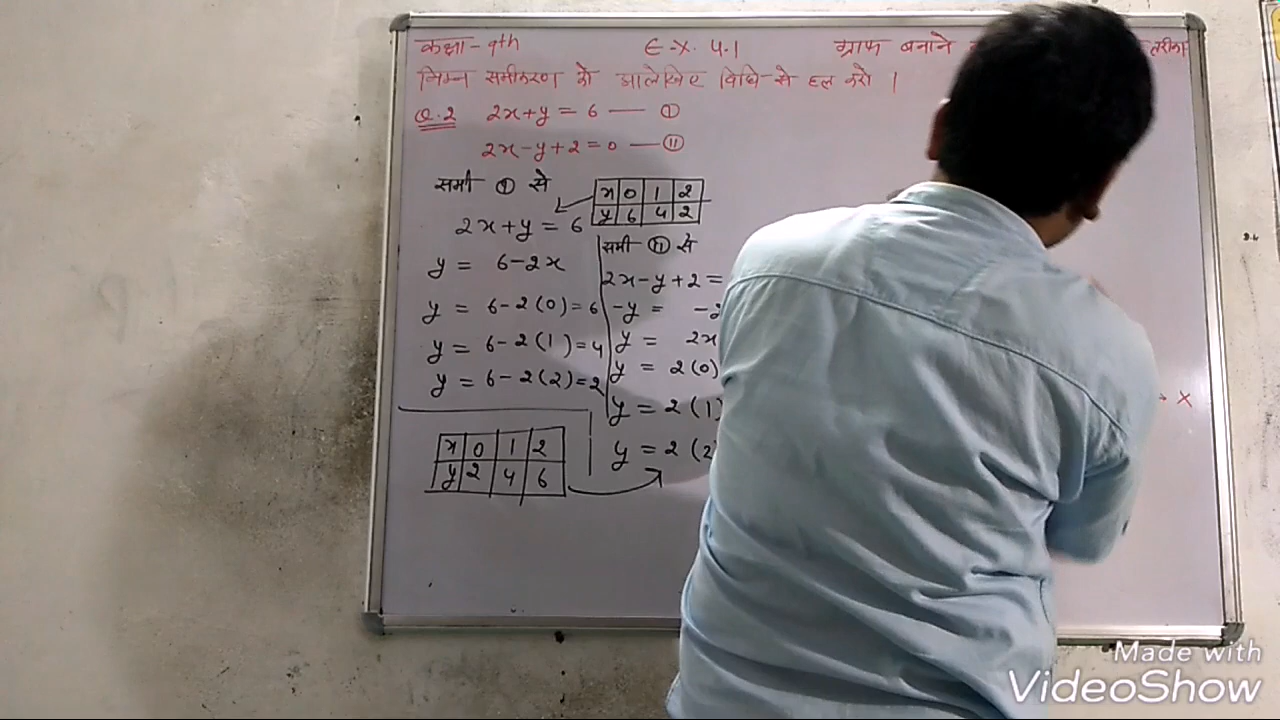 कक्षा - 9th E-X. 4.1 ग्राफ बनाने तरीका
निम्न समीकरण को आलेखिए विधि से हल करो ।
Q.2 2x+y = 6 — ①
2x-y+2=0 — ⑪
समी ① से
x 0 1 2
y 6 4 2
2x+y = 6
y = 6-2x
y = 6-2(0)=6
y = 6-2(1)=4
y = 6-2(2)=2
समी ⑪ से
2x-y+2=
-y =
y = 2x
y = 2(0)
y = 2(1)
y = 2(2
x 0 1 2
y 2 4 6
X
Made with
VideoShow